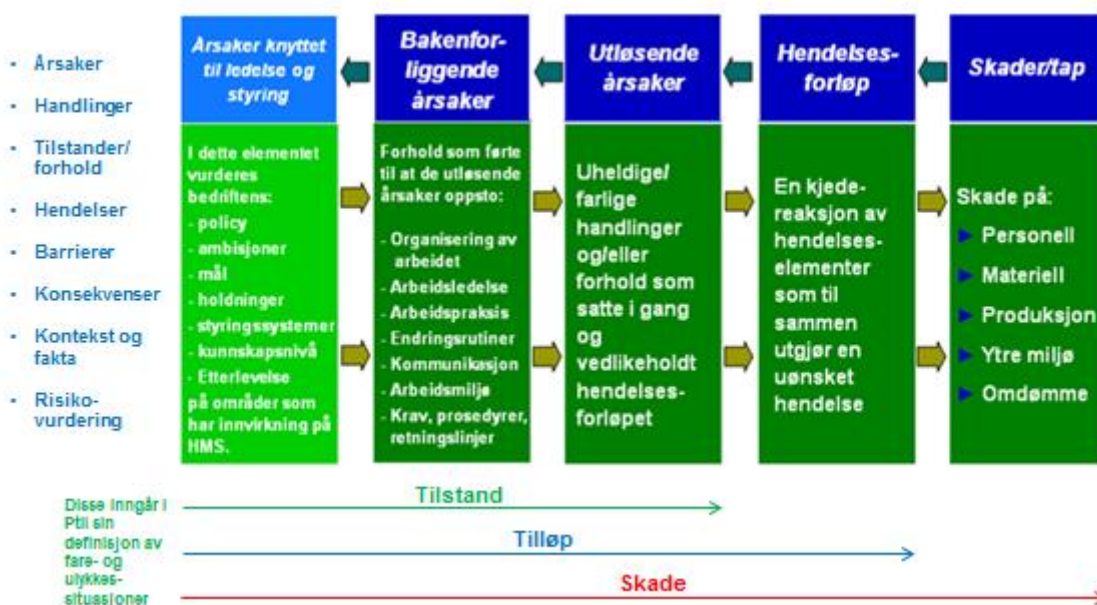 Årsaker
Handlinger
Tilstander/
forhold
Hendelser
Barrierer
Konsekvenser
Kontekst og
fakta
Risiko-
vurdering
Årsaker knyttet
til ledelse og
styring
I dette elementet
vurderes
bedriftens:
- policy
- ambisjoner
- mål
- holdninger
- styringssystemer
- kunnskapsnivå
- Etterlevelse
på områder som
har innvirkning på
HMS.
Bakenfor-
liggende
årsaker
Forhold som førte
til at de utløsende
årsaker oppsto:
- Organisering av
arbeidet
- Arbeidsledelse
- Arbeidspraksis
- Endringsrutiner
- Kommunikasjon
- Arbeidsmiljø
- Krav, prosedyrer,
retningslinjer
Utløsende
årsaker
Uheldige/
farlige
handlinger
og/eller
forhold som
satte i gang
og
vedlikeholdt
hendelses-
forløpet
Hendelses-
forløp
En kjede-
reaksjon av
hendelses-
elementer
som til
sammen
utgjør en
uønsket
hendelse
Skader/tap
Skade på:
Personell
Materiell
Produksjon
Ytre miljø
Omdømme
Disse inngår i
Ptil sin
definisjon av
fare- og
ulykkes-
situasjoner
Tilstand
Tilløp
Skade